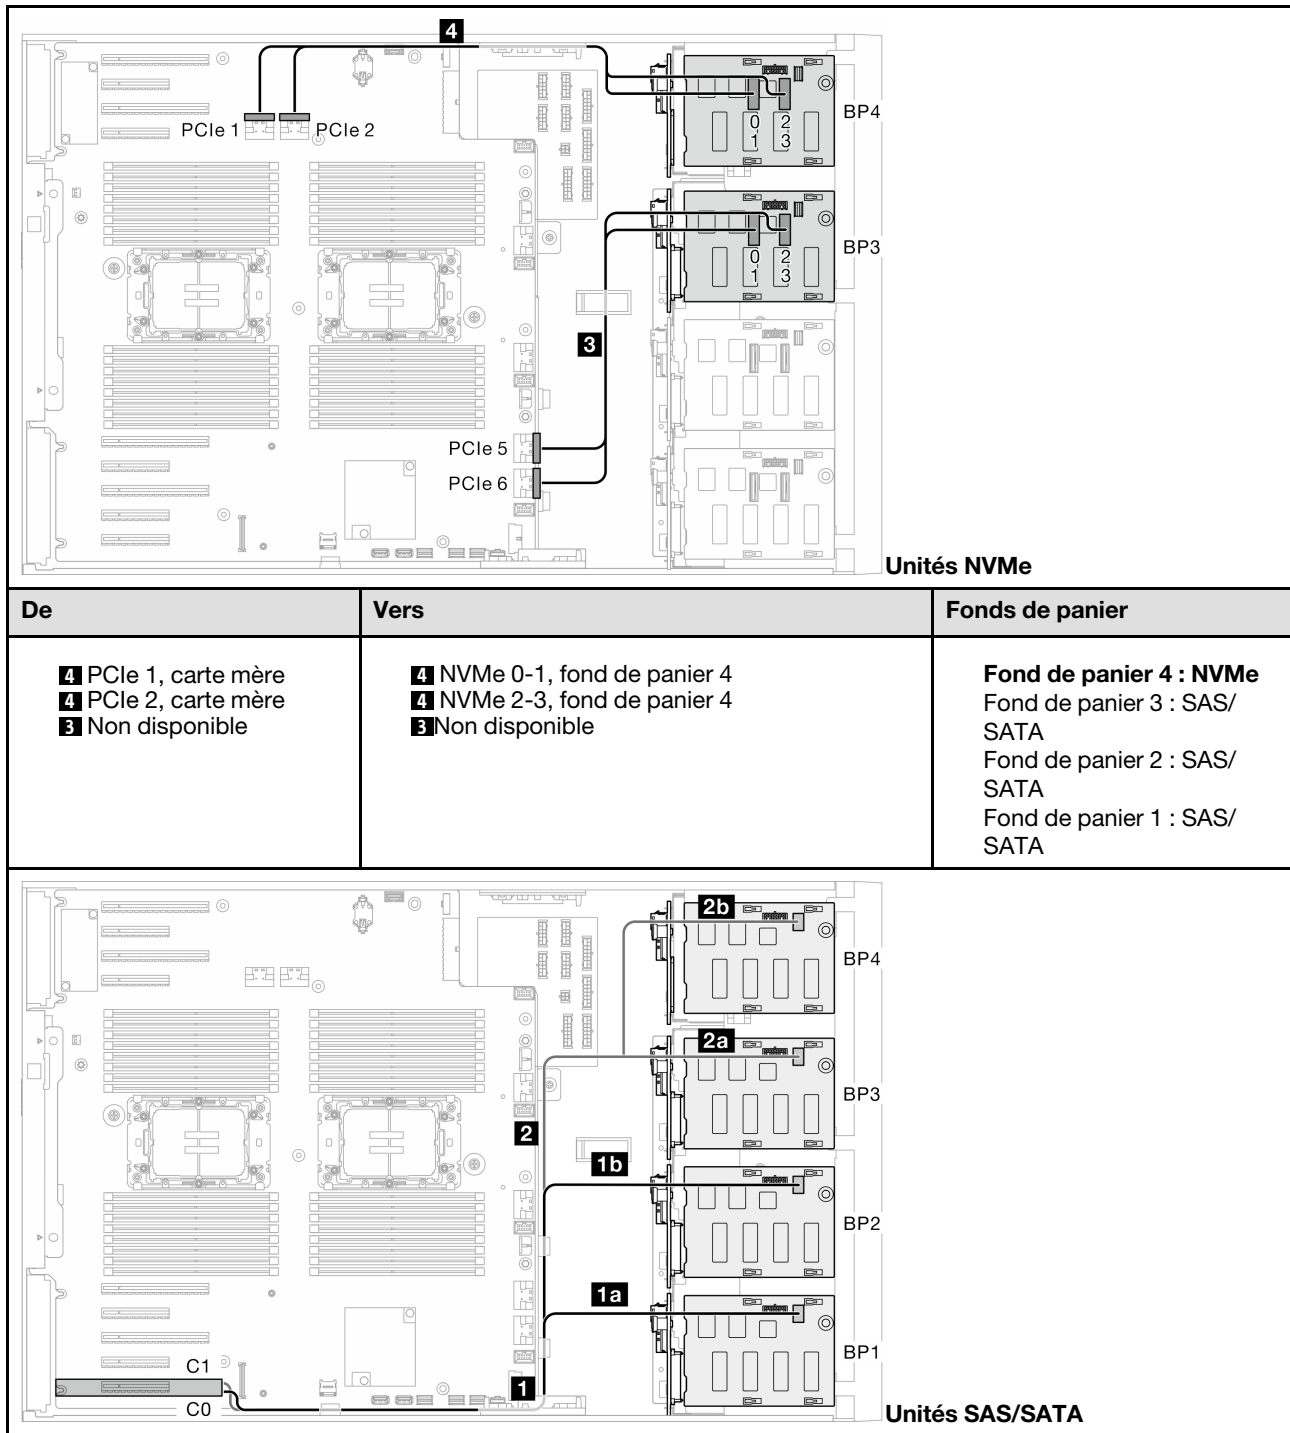 4
PCIe 1
PCIe 2
0
1
2
3
BP4
0
1
2
3
BP3
3
PCIe 5
PCIe 6
Unités NVMe
De
Vers
Fonds de panier
4 PCIe 1, carte mère
4 PCIe 2, carte mère
3 Non disponible
4 NVMe 0-1, fond de panier 4
4 NVMe 2-3, fond de panier 4
3 Non disponible
Fond de panier 4 : NVMe
Fond de panier 3 : SAS/
SATA
Fond de panier 2 : SAS/
SATA
Fond de panier 1 : SAS/
SATA
2b
BP4
2a
BP3
2
1b
BP2
1a
BP1
C1
C0
1
Unités SAS/SATA